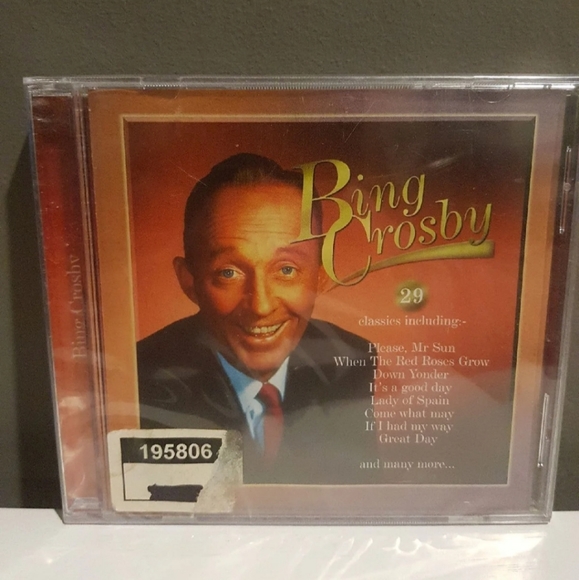 Bing Crosby
Bing
Crosby
29
classics including:-
Please, Mr Sun
When The Red Roses Grow
Down Yonder
It's a good day
Lady of Spain
Come what may
If I had my way
Great Day
and many more...
195806